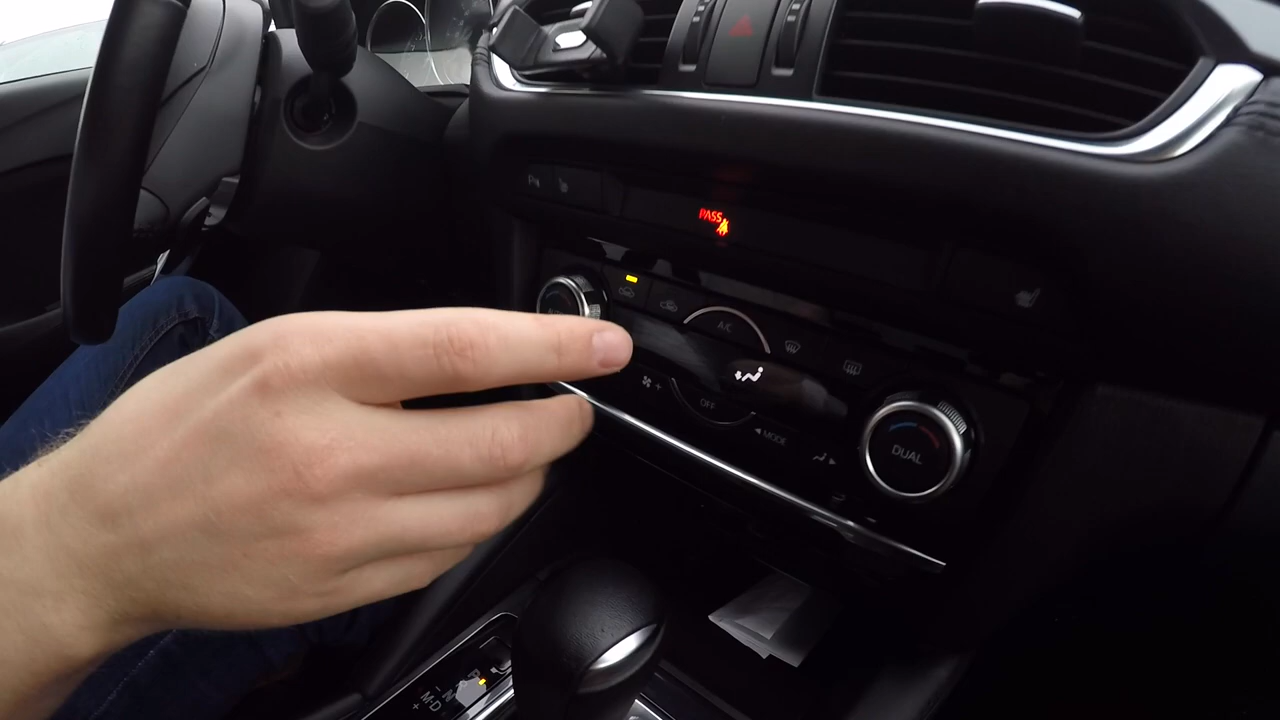 PASS
A/C
OFF
◄ MODE
DUAL
P
N
M-D
+